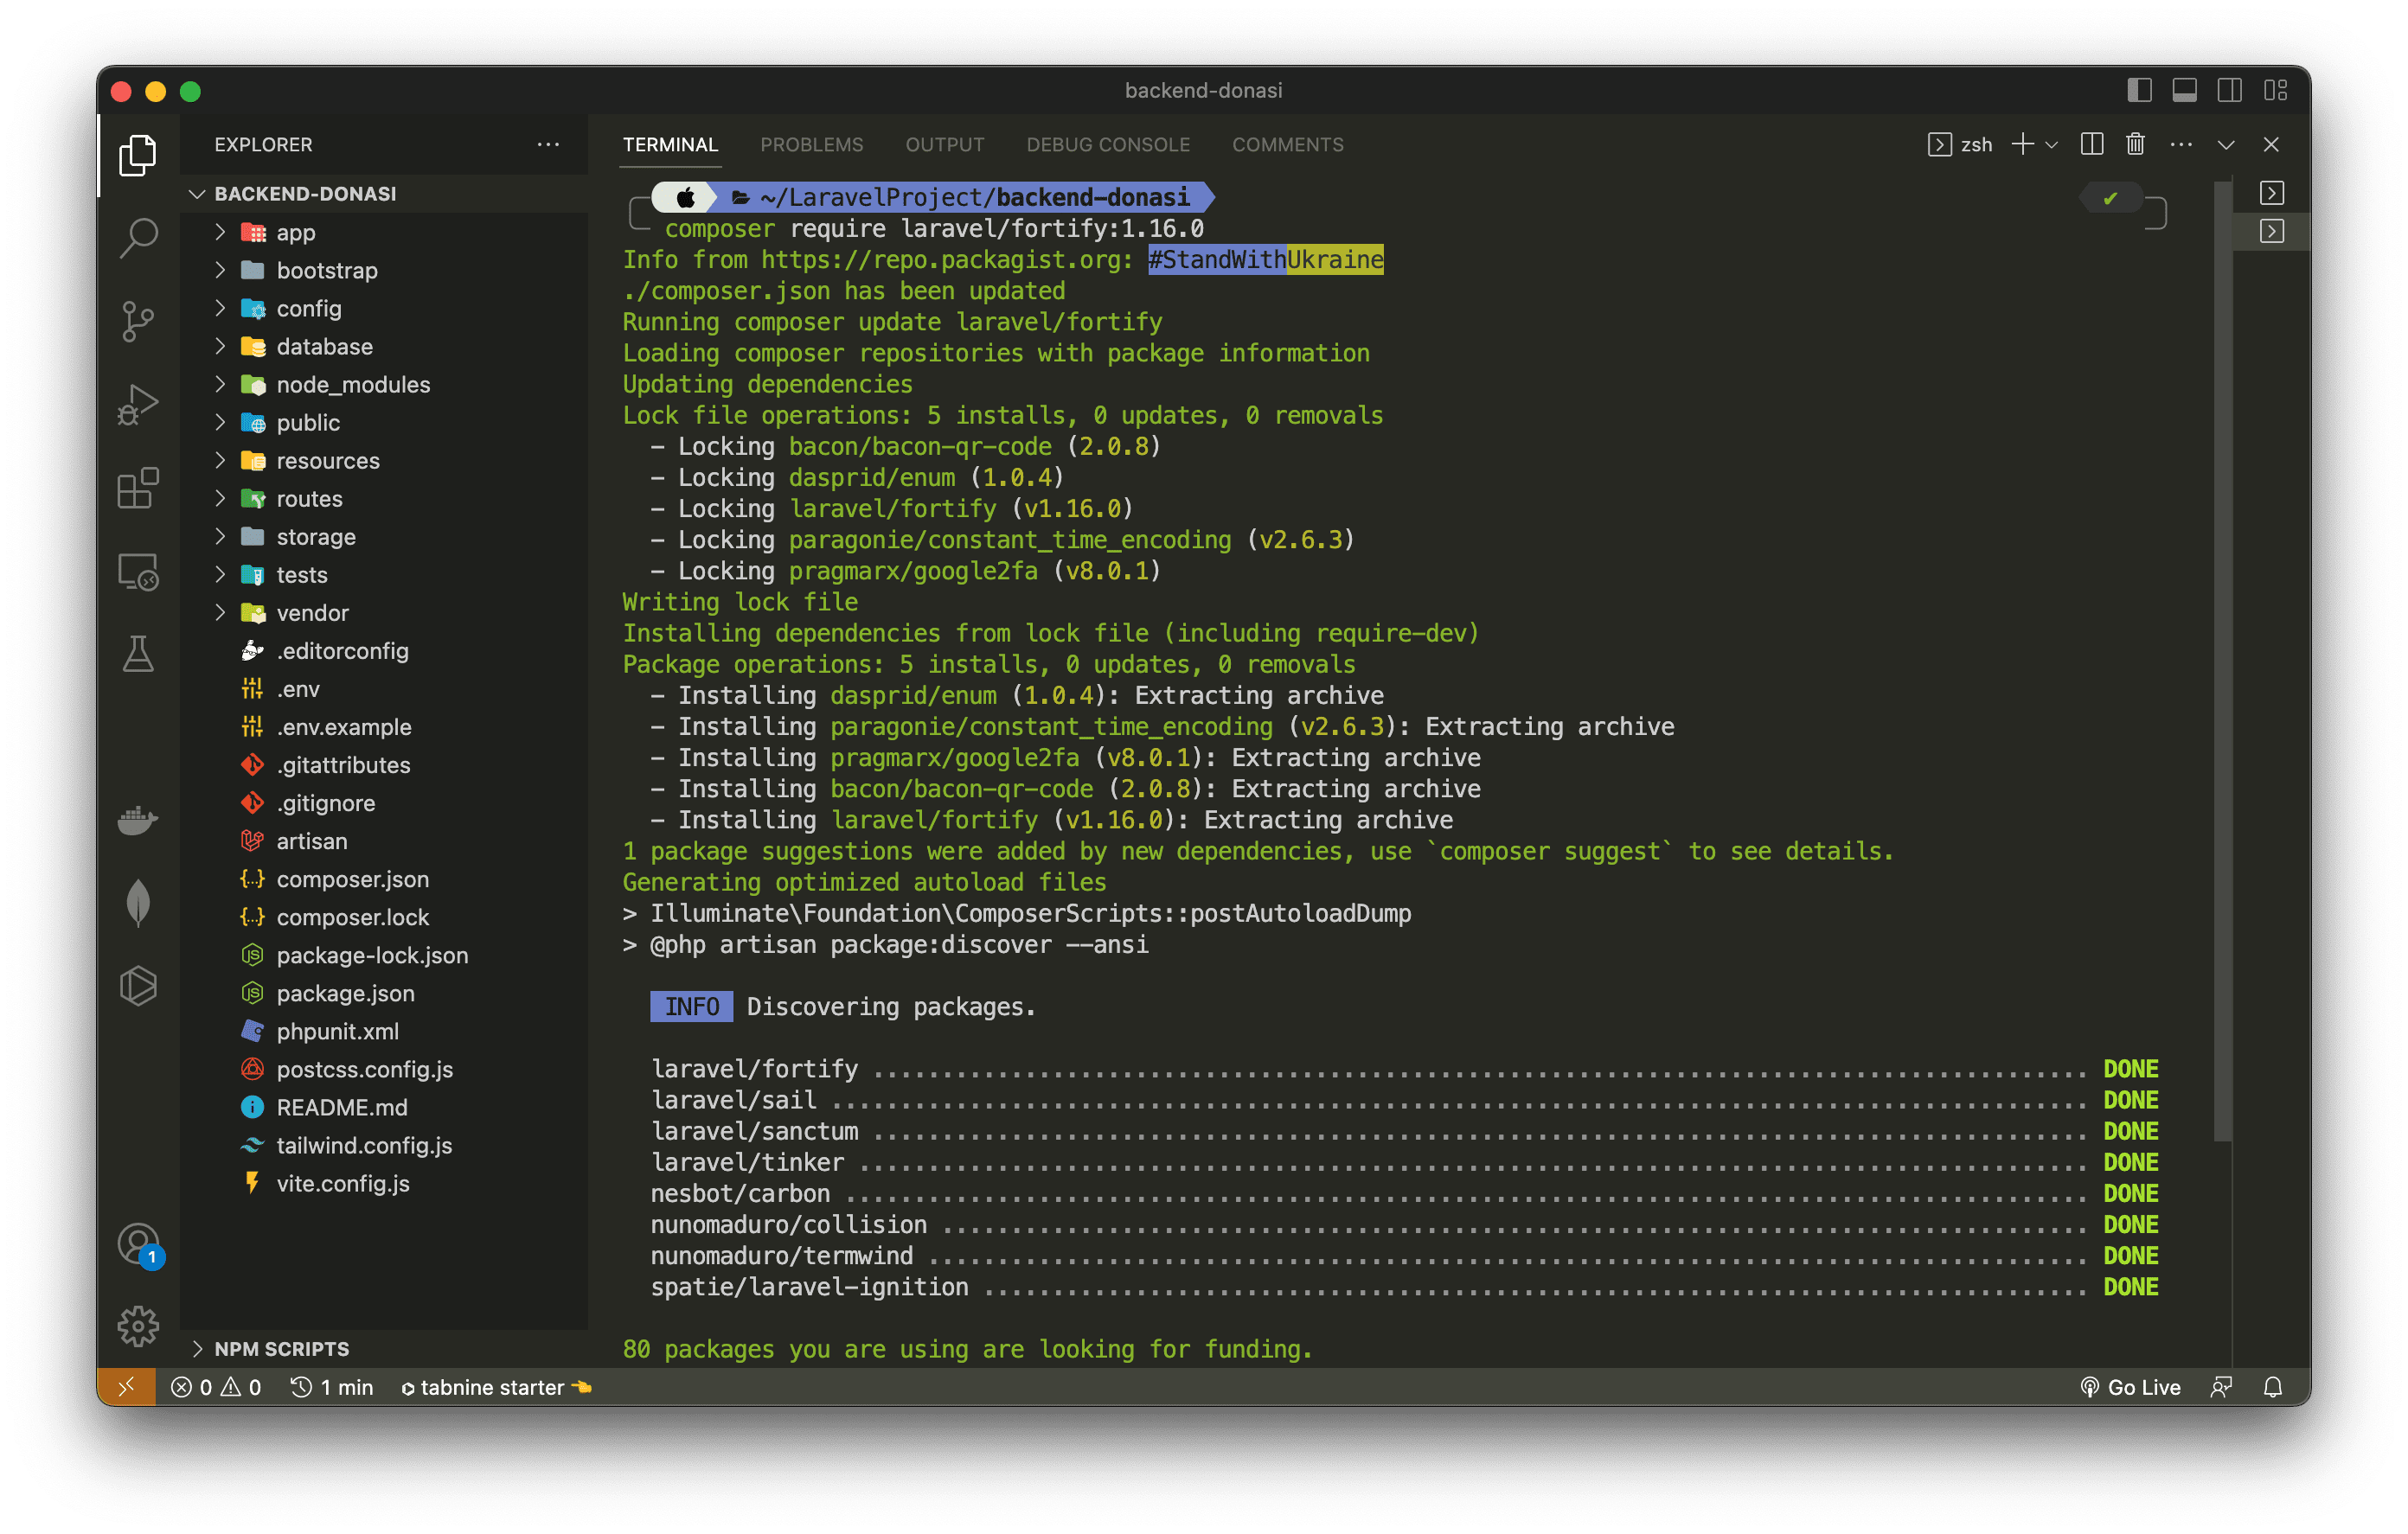 backend-donasi
EXPLORER
BACKEND-DONASI
app
bootstrap
config
database
node_modules
public
resources
routes
storage
tests
vendor
.editorconfig
.env
.env.example
.gitattributes
.gitignore
artisan
composer.json
composer.lock
package-lock.json
package.json
phpunit.xml
postcss.config.js
README.md
tailwind.config.js
vite.config.js
NPM SCRIPTS
1
TERMINAL PROBLEMS OUTPUT DEBUG CONSOLE COMMENTS zsh
~/LaravelProject/backend-donasi
composer require laravel/fortify:1.16.0
Info from https://repo.packagist.org: #StandWithUkraine
./composer.json has been updated
Running composer update laravel/fortify
Loading composer repositories with package information
Updating dependencies
Lock file operations: 5 installs, 0 updates, 0 removals
- Locking bacon/bacon-qr-code (2.0.8)
- Locking dasprid/enum (1.0.4)
- Locking laravel/fortify (v1.16.0)
- Locking paragonie/constant_time_encoding (v2.6.3)
- Locking pragmarx/google2fa (v8.0.1)
Writing lock file
Installing dependencies from lock file (including require-dev)
Package operations: 5 installs, 0 updates, 0 removals
- Installing dasprid/enum (1.0.4): Extracting archive
- Installing paragonie/constant_time_encoding (v2.6.3): Extracting archive
- Installing pragmarx/google2fa (v8.0.1): Extracting archive
- Installing bacon/bacon-qr-code (2.0.8): Extracting archive
- Installing laravel/fortify (v1.16.0): Extracting archive
1 package suggestions were added by new dependencies, use `composer suggest` to see details.
Generating optimized autoload files
> Illuminate\Foundation\ComposerScripts::postAutoloadDump
> @php artisan package:discover --ansi
INFO Discovering packages.
laravel/fortify ........................................................................................ DONE
laravel/sail ........................................................................................... DONE
laravel/sanctum ........................................................................................ DONE
laravel/tinker ......................................................................................... DONE
nesbot/carbon .......................................................................................... DONE
nunomaduro/collision ................................................................................... DONE
nunomaduro/termwind .................................................................................... DONE
spatie/laravel-ignition ................................................................................ DONE
80 packages you are using are looking for funding.
0 0 1 min tabnine starter Go Live